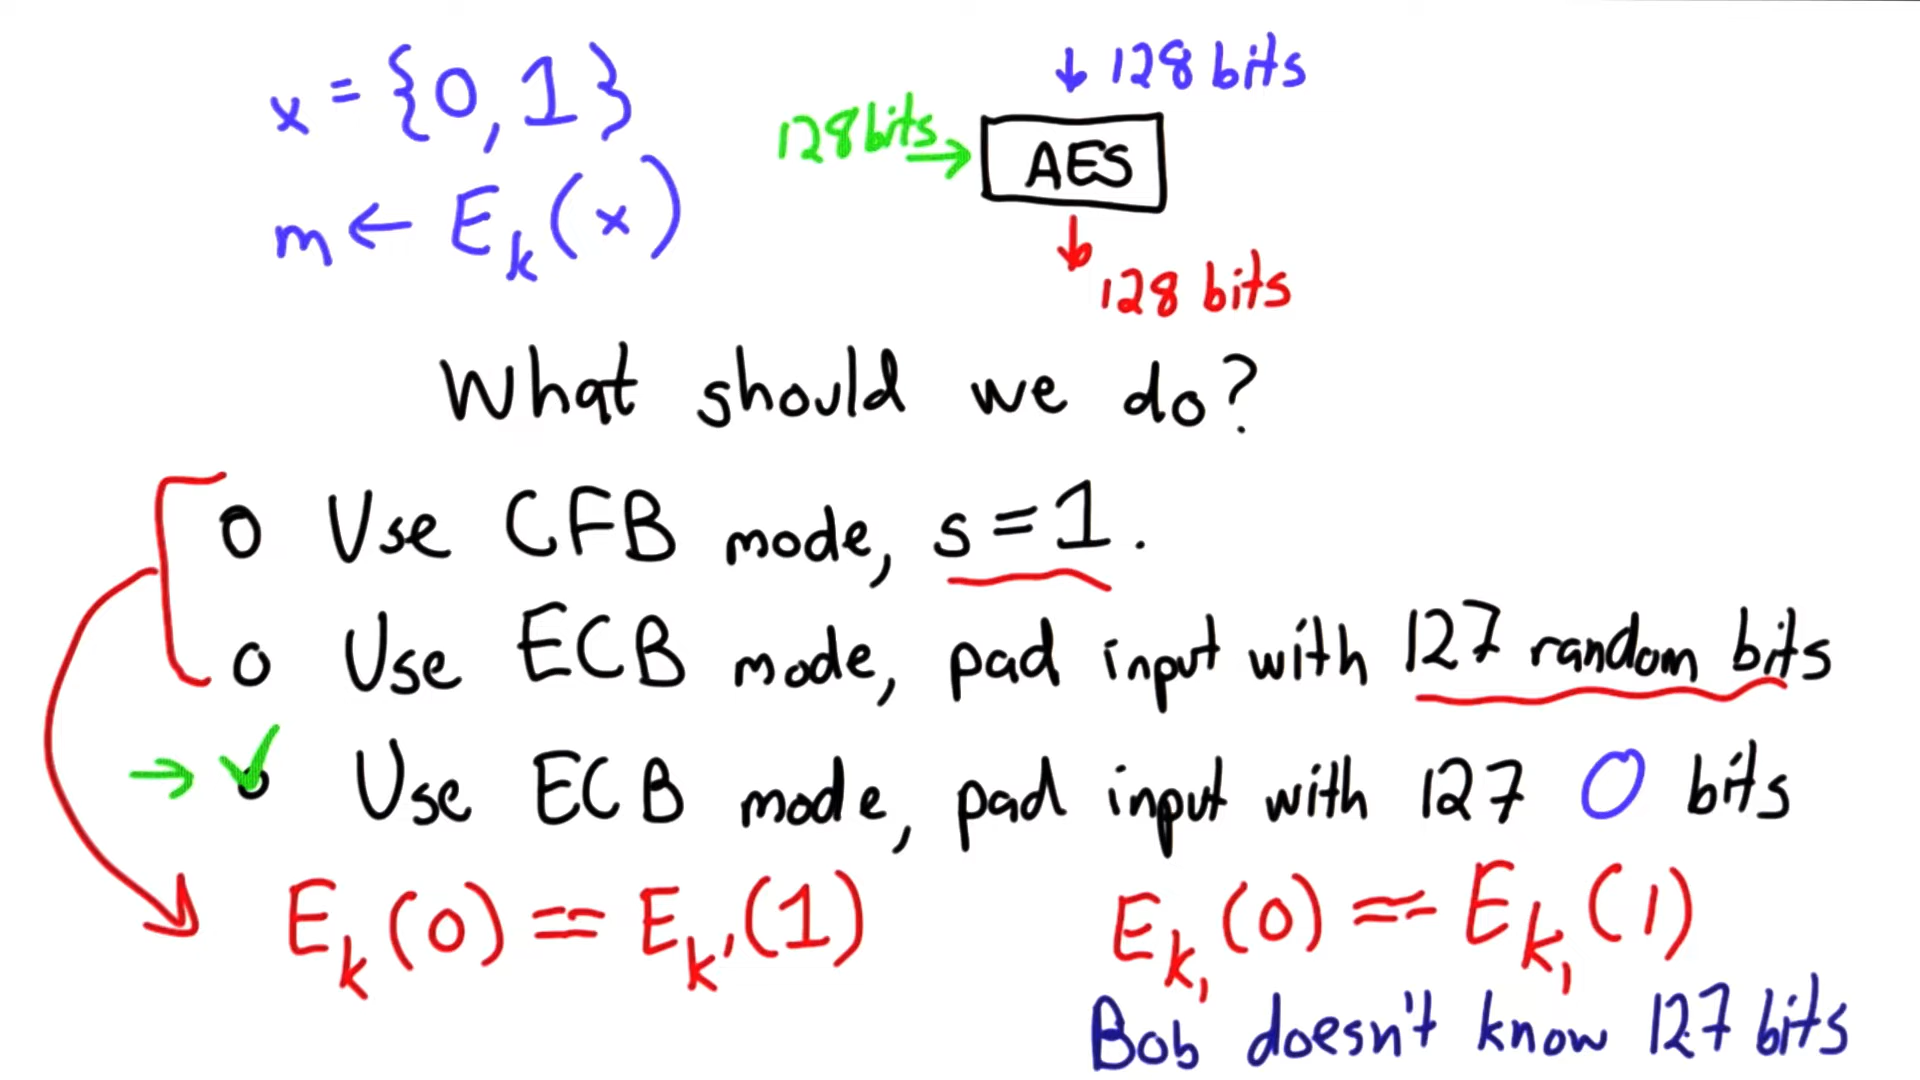 x = {0, 1}
m ← E_k(x)
↓ 128 bits
128 bits →
AES
↓
128 bits
What should we do?
o Use CFB mode, s = 1.
o Use ECB mode, pad input with 127 random bits
→ ✓ o Use ECB mode, pad input with 127 0 bits
E_k(0) == E_k'(1)
E_k₁(0) == E_k₁(1)
Bob doesn't know 127 bits